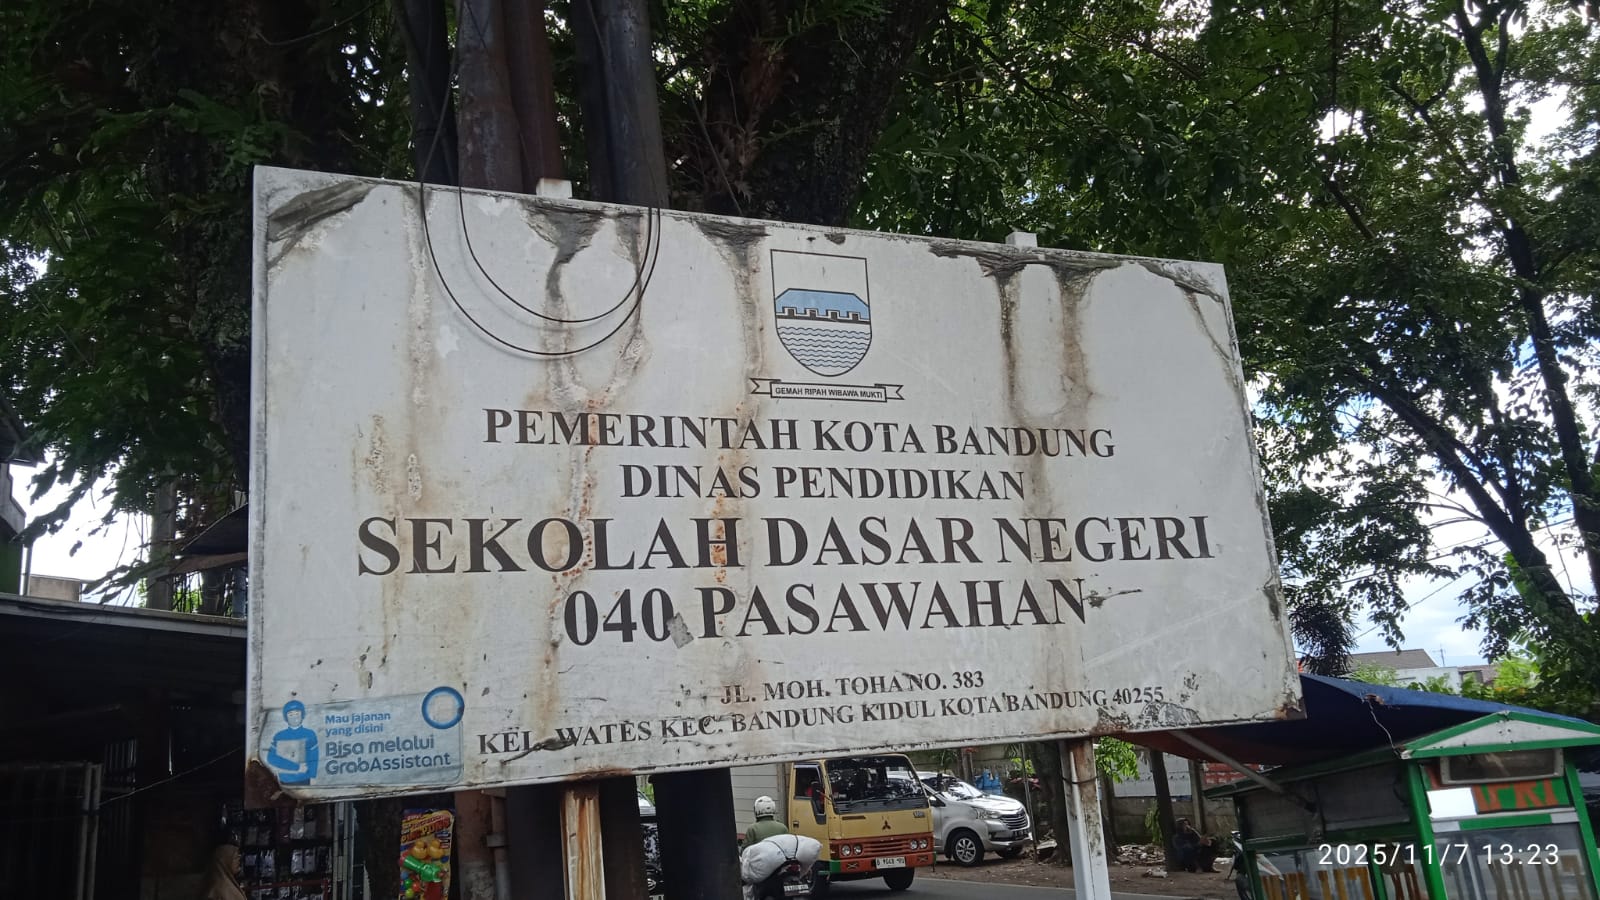 GEMAH RIPAH WIBAWA MUKTI
PEMERINTAH KOTA BANDUNG
DINAS PENDIDIKAN
SEKOLAH DASAR NEGERI
040 PASAWAHAN
JL. MOH. TOHA NO. 383
KEL. WATES KEC. BANDUNG KIDUL KOTA BANDUNG 40255
Mau jajanan
yang disini
Bisa melalui
GrabAssistant
2025/11/7 13:23